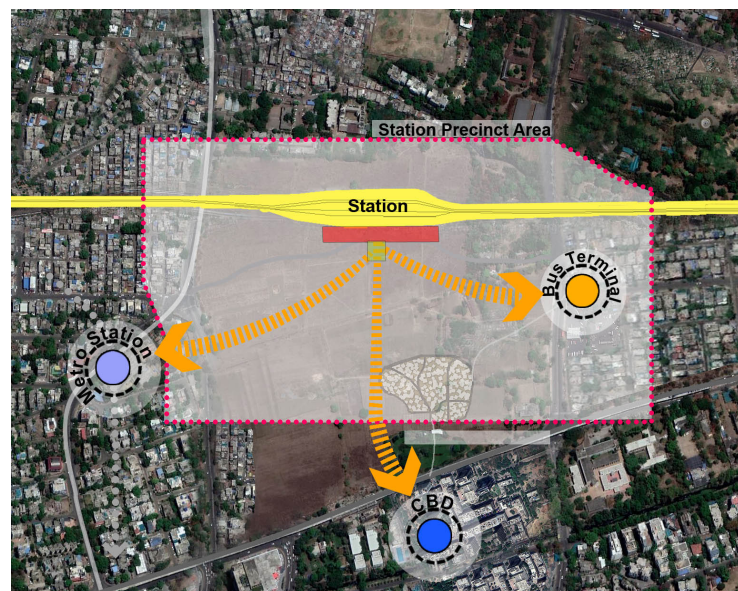 Station Precinct Area
Station
Bus Terminal
Metro Station
CBD